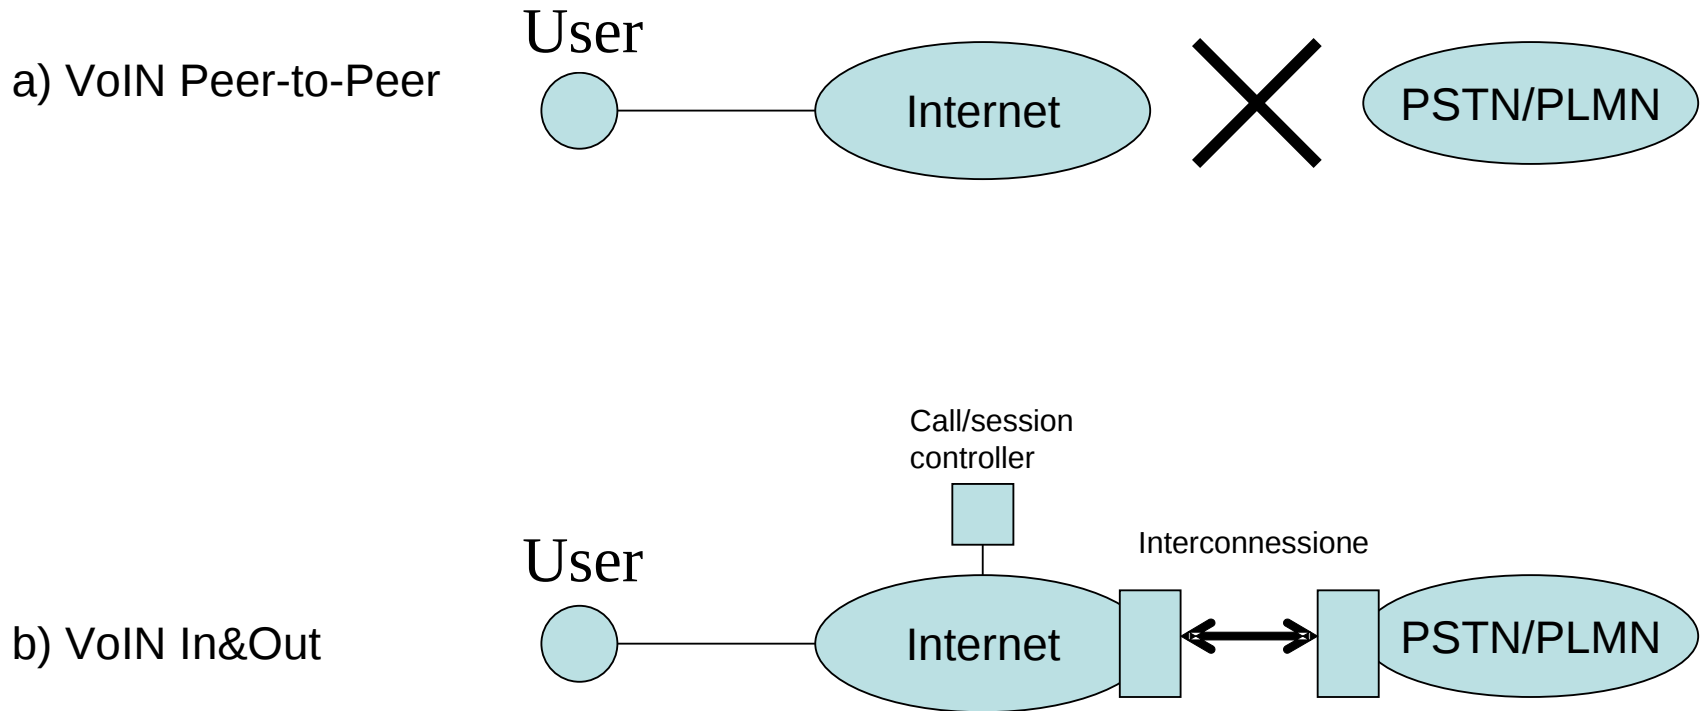 User
a) VoIN Peer-to-Peer
Internet
PSTN/PLMN
Call/session
controller
Interconnessione
User
b) VoIN In&Out
Internet
PSTN/PLMN